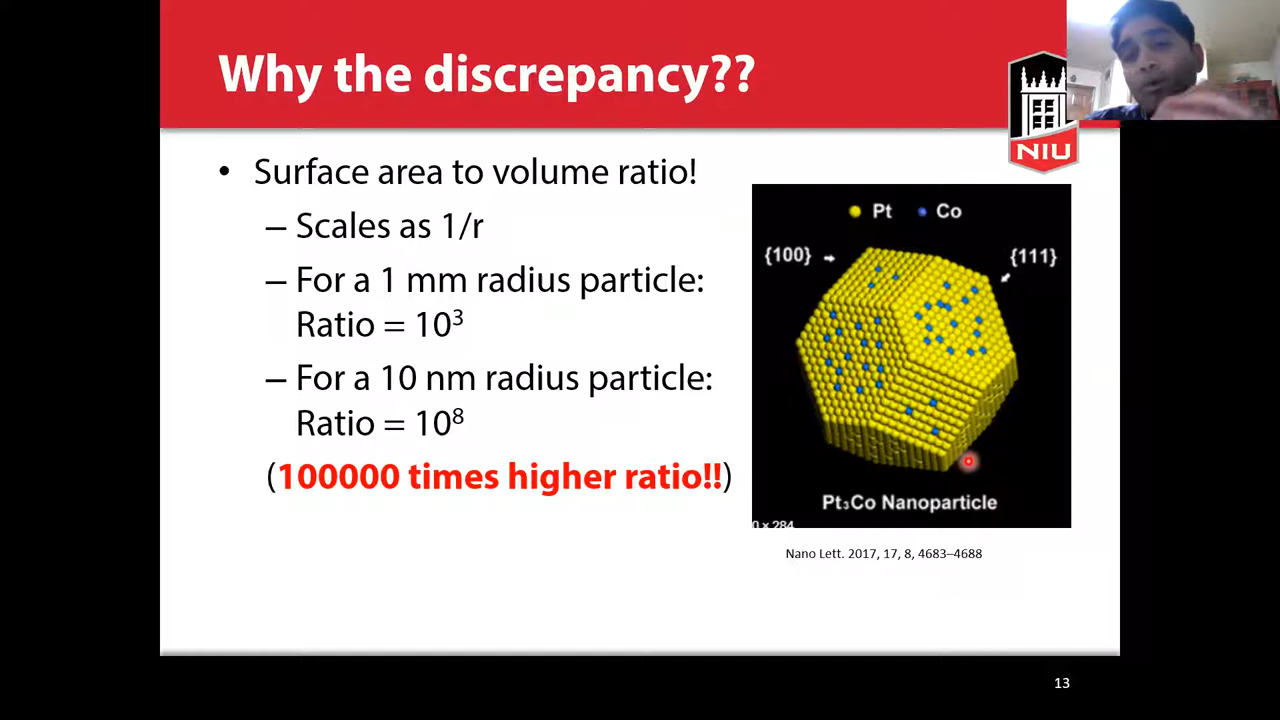 Why the discrepancy??
NIU
• Surface area to volume ratio!
– Scales as 1/r
– For a 1 mm radius particle:
Ratio = 10³
– For a 10 nm radius particle:
Ratio = 10⁸
(100000 times higher ratio!!)
Pt Co
{100}
{111}
Pt₃Co Nanoparticle
0 × 284
Nano Lett. 2017, 17, 8, 4683–4688
13